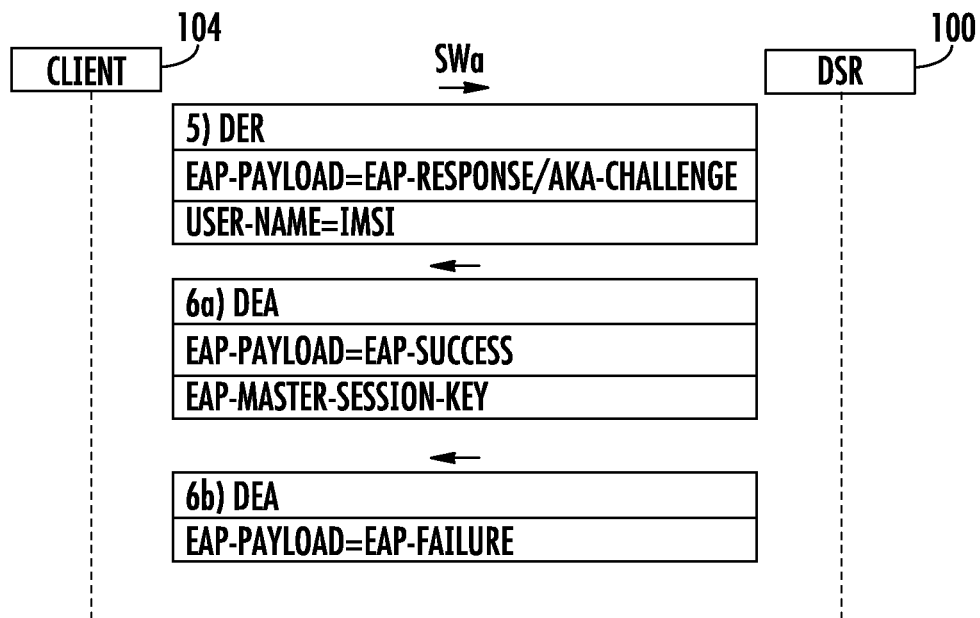 104
100
CLIENT
SWa
DSR
5) DER
EAP-PAYLOAD=EAP-RESPONSE/AKA-CHALLENGE
USER-NAME=IMSI
6a) DEA
EAP-PAYLOAD=EAP-SUCCESS
EAP-MASTER-SESSION-KEY
6b) DEA
EAP-PAYLOAD=EAP-FAILURE